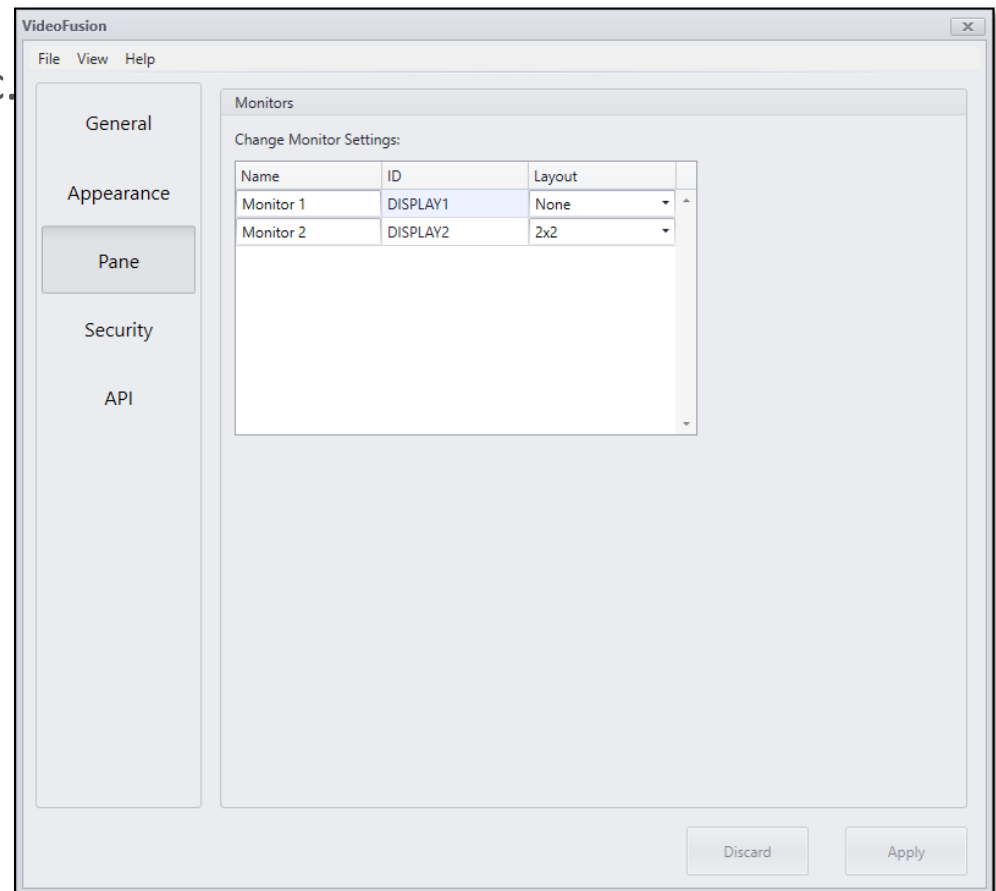 VideoFusion
File View Help
c.
General
Appearance
Pane
Security
API
Monitors
Change Monitor Settings:
Name ID Layout
Monitor 1 DISPLAY1 None
Monitor 2 DISPLAY2 2x2
Discard Apply